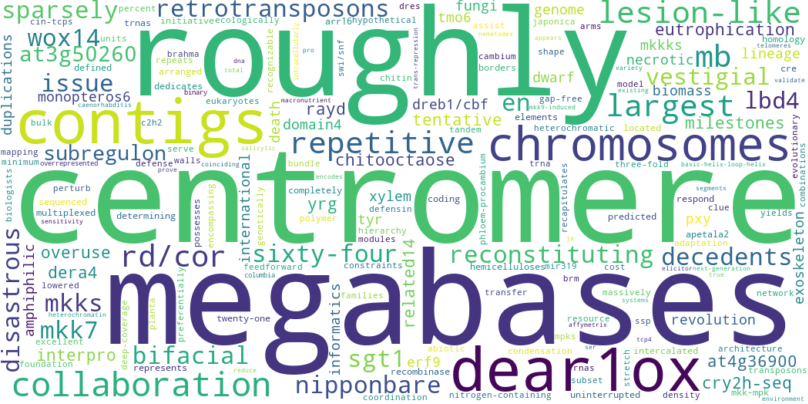 sparsely percent retrotransposons fungi genome lesion-like
cin-tcps trnas initiative ecologically arr16 hypothetical dres japonica arms eutrophication
wox14 units tmo6 assist necrotic mkkks mb lineage
at3g50260 defined roughly nematodes cambium shape appears borders dwarf vestigial
duplications issue brahma repeats arranged recognizable swi/snf chitin trans-repression homology telomeres cre
monopteros6 dedicates dna total pro model biomass variety validate
contigs eukaryotes death rayd dreb1/cbf en gap-free largest lbd4
bulk c2h2 overrepresented serve domain4 tentative elements existing milestones
mapping caenorhabditis binary macronutrient salicylic tandem heterochromatic located mkk9-induced evolutionary
minimum subregulon defense walls coinciding repetitive chitooctaose chromosomes
biologists perturb prove bundle encodes trna three-fold basic-helix-loop-helix combinations
sequenced multiplexed centromere
sensitivity determining possesses clue encompassing genetically international completely yrg polymer defensin xylem tyr fibrillar coding phloem-procambium recapitulates predicted segments yields respond pxy apetala2 adaptation
disastrous amphiphilic overuse rd/cor sixty-four modules hierarchy reconstituting decedents axoskeleton
dera4 lowered columbia feedforward constraints related14 hemicelluloses mir319 cost elicitor next-generation true network
mkks megabases brm massively systems
mkk7 heterochromatin families transfer resource affymetrix ssp revolution
excellent deep-coverage planta preferentially twenty-one informatics mpks condensation ser tcp4 intercalated architecture
interpro bifacial sgt1 erf9 abiotic dear1ox rnas stretch at4g36900 transposons
foundation represents reduce recombinase subset mkk-mpk
collaboration nipponbare coordination nitrogen-containing uninterrupted density cry2h-seq environment